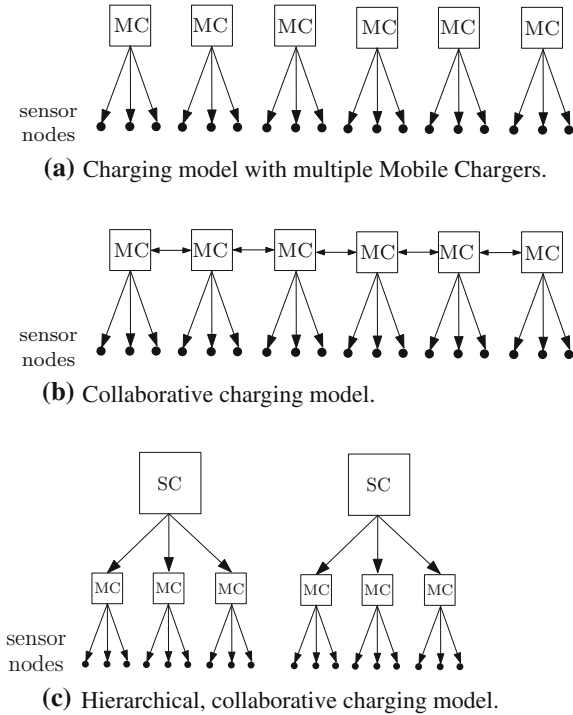 MC MC MC MC MC MC
sensor
nodes
(a) Charging model with multiple Mobile Chargers.
MC MC MC MC MC MC
sensor
nodes
(b) Collaborative charging model.
SC SC
MC MC MC MC MC MC
sensor
nodes
(c) Hierarchical, collaborative charging model.